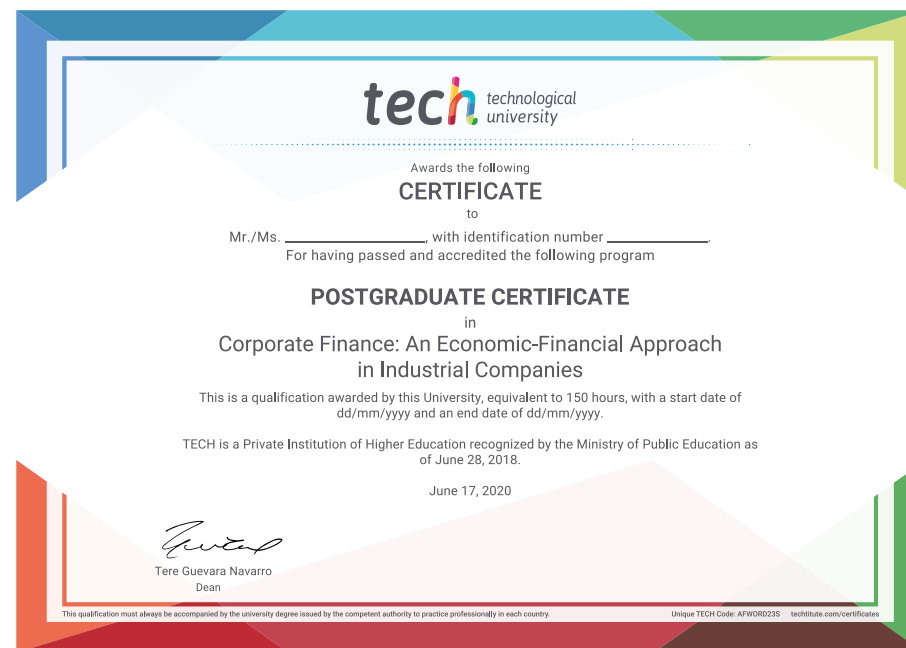 tech technological
university
Awards the following
CERTIFICATE
to
Mr./Ms. ____________________, with identification number ______________.
For having passed and accredited the following program
POSTGRADUATE CERTIFICATE
in
Corporate Finance: An Economic-Financial Approach
in Industrial Companies
This is a qualification awarded by this University, equivalent to 150 hours, with a start date of
dd/mm/yyyy and an end date of dd/mm/yyyy.
TECH is a Private Institution of Higher Education recognized by the Ministry of Public Education as
of June 28, 2018.
June 17, 2020
Tere Guevara Navarro
Dean
This qualification must always be accompanied by the university degree issued by the competent authority to practice professionally in each country. Unique TECH Code: AFWORD23S techtitute.com/certificates